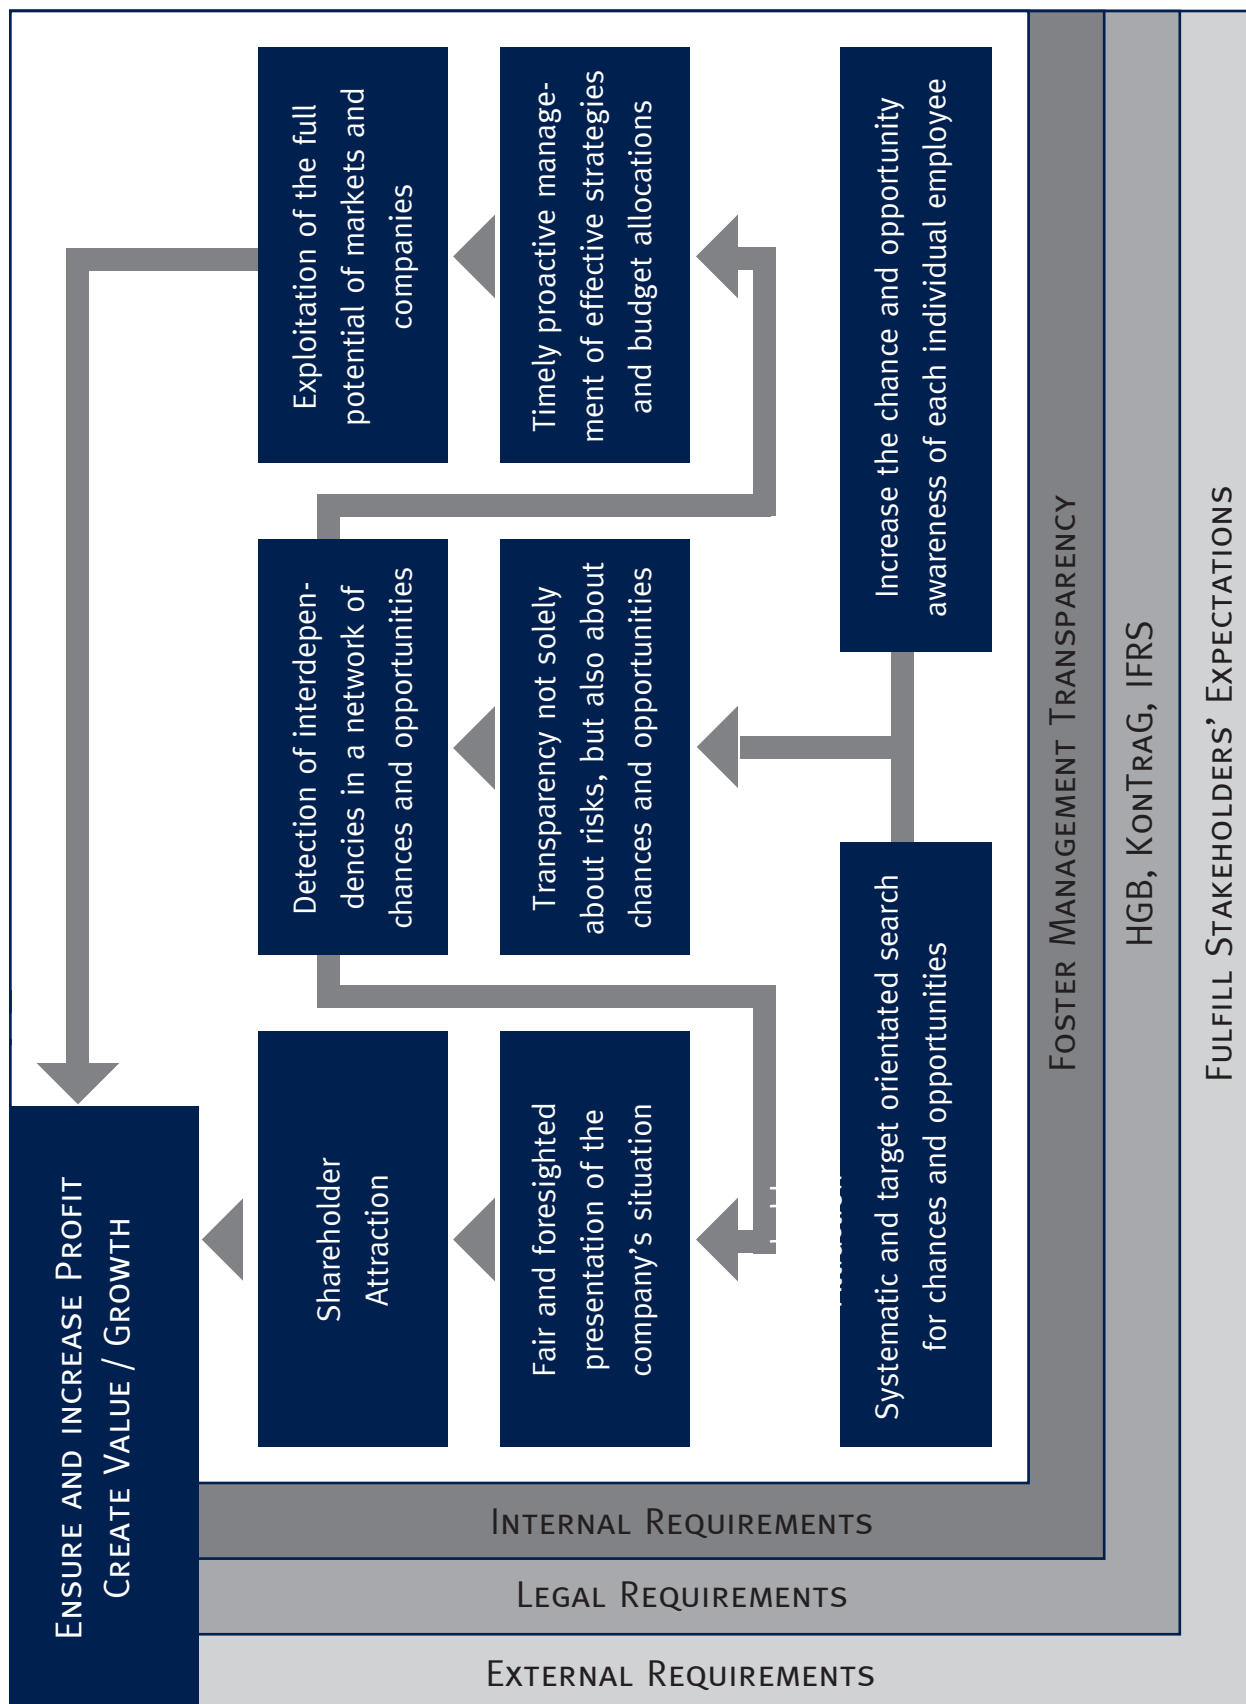 ENSURE AND INCREASE PROFIT
CREATE VALUE / GROWTH
Shareholder
Attraction
Detection of interdepen-
dencies in a network of
chances and opportunities
Exploitation of the full
potential of markets and
companies
Fair and foresighted
presentation of the
company's situation
Transparency not solely
about risks, but also about
chances and opportunities
Timely proactive manage-
ment of effective strategies
and budget allocations
Systematic and target orientated search
for chances and opportunities
Increase the chance and opportunity
awareness of each individual employee
INTERNAL REQUIREMENTS
FOSTER MANAGEMENT TRANSPARENCY
LEGAL REQUIREMENTS
HGB, KONTRAG, IFRS
EXTERNAL REQUIREMENTS
FULFILL STAKEHOLDERS' EXPECTATIONS